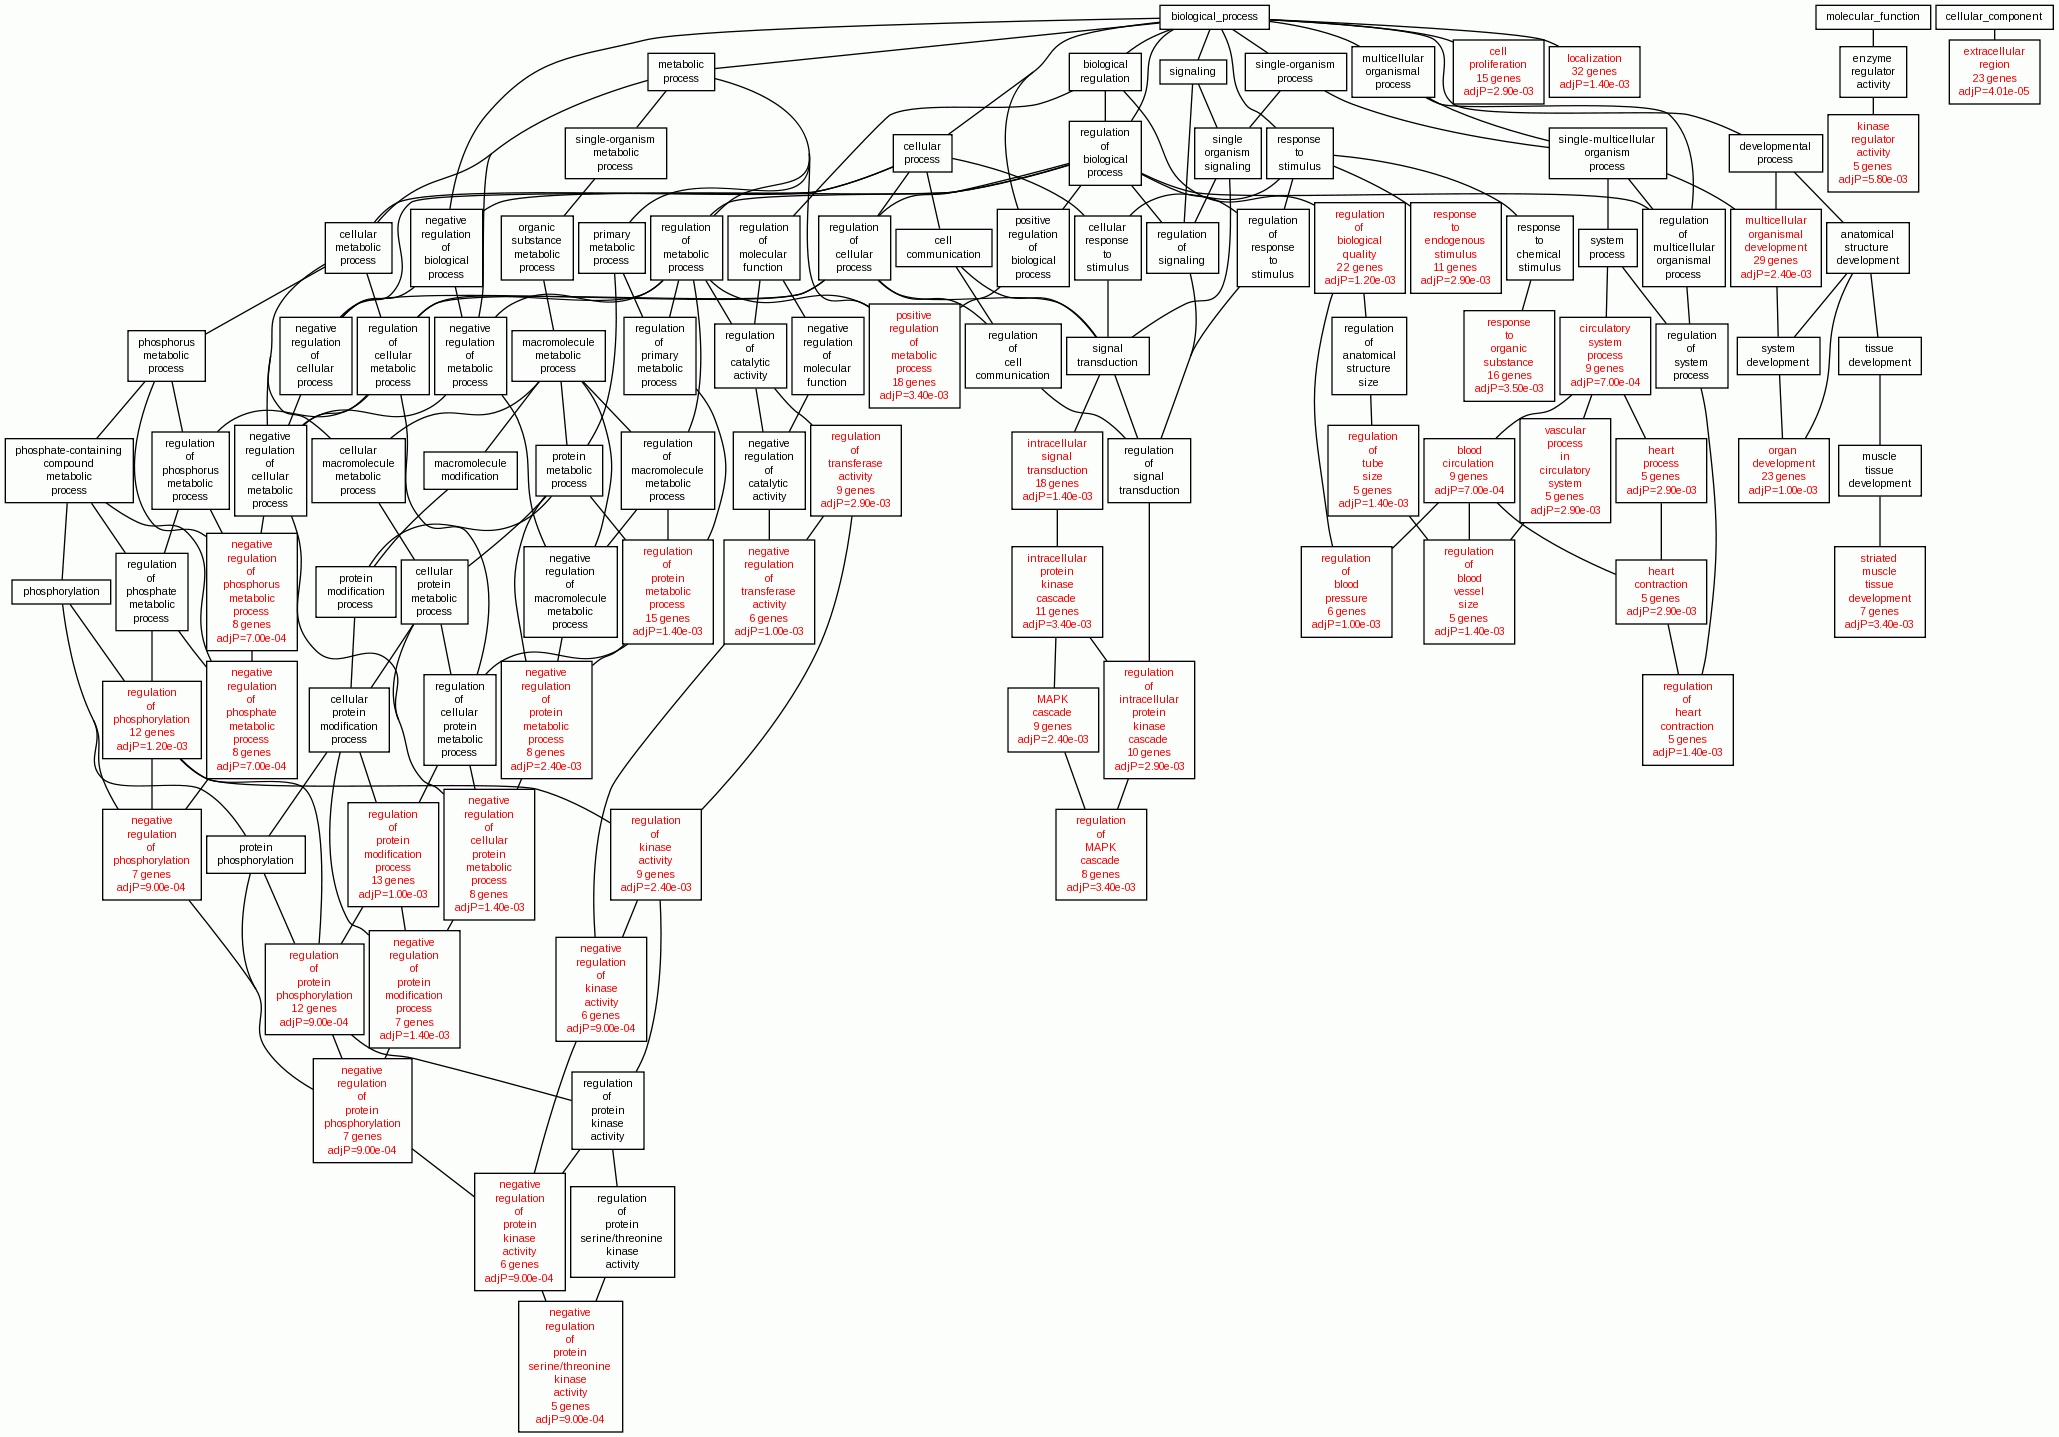 biological_process
molecular_function
cellular_component
metabolic
process
biological
regulation
signaling
single-organism
process
multicellular
organismal
process
cell
proliferation
15 genes
adjP=2.90e-03
localization
32 genes
adjP=1.40e-03
enzyme
regulator
activity
extracellular
region
23 genes
adjP=4.01e-05
single-organism
metabolic
process
cellular
process
regulation
of
biological
process
single
organism
signaling
response
to
stimulus
single-multicellular
organism
process
developmental
process
kinase
regulator
activity
5 genes
adjP=5.80e-03
cellular
metabolic
process
negative
regulation
of
biological
process
organic
substance
metabolic
process
primary
metabolic
process
regulation
of
metabolic
process
regulation
of
molecular
function
regulation
of
cellular
process
cell
communication
positive
regulation
of
biological
process
cellular
response
to
stimulus
regulation
of
signaling
regulation
of
response
to
stimulus
regulation
of
biological
quality
22 genes
adjP=1.20e-03
response
to
endogenous
stimulus
11 genes
adjP=2.90e-03
response
to
chemical
stimulus
system
process
regulation
of
multicellular
organismal
process
multicellular
organismal
development
29 genes
adjP=2.40e-03
anatomical
structure
development
phosphorus
metabolic
process
negative
regulation
of
cellular
process
regulation
of
cellular
metabolic
process
negative
regulation
of
metabolic
process
macromolecule
metabolic
process
regulation
of
primary
metabolic
process
regulation
of
catalytic
activity
negative
regulation
of
molecular
function
positive
regulation
of
metabolic
process
18 genes
adjP=3.40e-03
regulation
of
cell
communication
signal
transduction
regulation
of
anatomical
structure
size
response
to
organic
substance
16 genes
adjP=3.50e-03
circulatory
system
process
9 genes
adjP=7.00e-04
regulation
of
system
process
system
development
tissue
development
phosphate-containing
compound
metabolic
process
regulation
of
phosphorus
metabolic
process
negative
regulation
of
cellular
metabolic
process
cellular
macromolecule
metabolic
process
macromolecule
modification
protein
metabolic
process
regulation
of
macromolecule
metabolic
process
negative
regulation
of
catalytic
activity
regulation
of
transferase
activity
9 genes
adjP=2.90e-03
intracellular
signal
transduction
18 genes
adjP=1.40e-03
regulation
of
signal
transduction
regulation
of
tube
size
5 genes
adjP=1.40e-03
blood
circulation
9 genes
adjP=7.00e-04
vascular
process
in
circulatory
system
5 genes
adjP=2.90e-03
heart
process
5 genes
adjP=2.90e-03
organ
development
23 genes
adjP=1.00e-03
muscle
tissue
development
phosphorylation
regulation
of
phosphate
metabolic
process
negative
regulation
of
phosphorus
metabolic
process
8 genes
adjP=7.00e-04
protein
modification
process
cellular
protein
metabolic
process
negative
regulation
of
macromolecule
metabolic
process
regulation
of
protein
metabolic
process
15 genes
adjP=1.40e-03
negative
regulation
of
transferase
activity
6 genes
adjP=1.00e-03
intracellular
protein
kinase
cascade
11 genes
adjP=3.40e-03
regulation
of
blood
pressure
6 genes
adjP=1.00e-03
regulation
of
blood
vessel
size
5 genes
adjP=1.40e-03
heart
contraction
5 genes
adjP=2.90e-03
striated
muscle
tissue
development
7 genes
adjP=3.40e-03
regulation
of
phosphorylation
12 genes
adjP=1.20e-03
negative
regulation
of
phosphate
metabolic
process
8 genes
adjP=7.00e-04
cellular
protein
modification
process
regulation
of
cellular
protein
metabolic
process
negative
regulation
of
protein
metabolic
process
8 genes
adjP=2.40e-03
MAPK
cascade
9 genes
adjP=2.40e-03
regulation
of
intracellular
protein
kinase
cascade
10 genes
adjP=2.90e-03
regulation
of
heart
contraction
5 genes
adjP=1.40e-03
negative
regulation
of
phosphorylation
7 genes
adjP=9.00e-04
protein
phosphorylation
regulation
of
protein
modification
process
13 genes
adjP=1.00e-03
negative
regulation
of
cellular
protein
metabolic
process
8 genes
adjP=1.40e-03
regulation
of
kinase
activity
9 genes
adjP=2.40e-03
regulation
of
MAPK
cascade
8 genes
adjP=3.40e-03
regulation
of
protein
phosphorylation
12 genes
adjP=9.00e-04
negative
regulation
of
protein
modification
process
7 genes
adjP=1.40e-03
negative
regulation
of
kinase
activity
6 genes
adjP=9.00e-04
negative
regulation
of
protein
phosphorylation
7 genes
adjP=9.00e-04
regulation
of
protein
kinase
activity
negative
regulation
of
protein
kinase
activity
6 genes
adjP=9.00e-04
regulation
of
protein
serine/threonine
kinase
activity
negative
regulation
of
protein
serine/threonine
kinase
activity
5 genes
adjP=9.00e-04